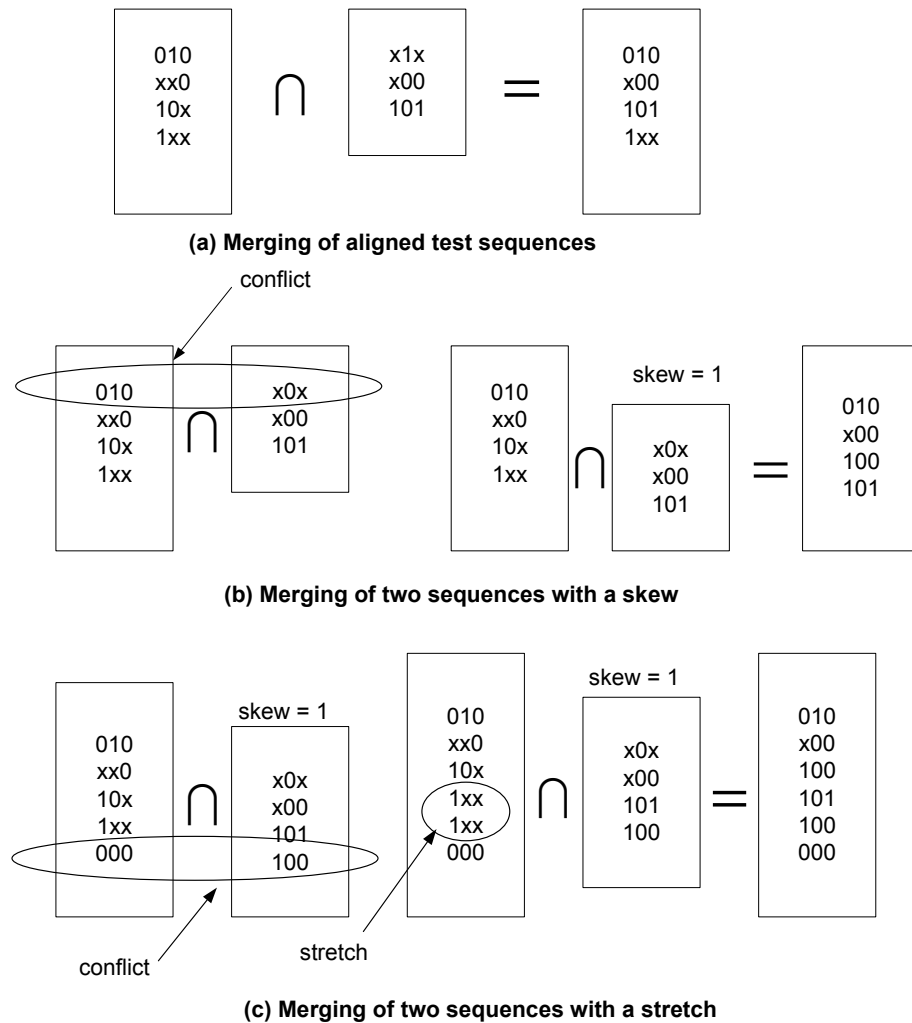 010
xx0
10x
1xx
∩
x1x
x00
101
=
010
x00
101
1xx
(a) Merging of aligned test sequences
conflict
010
xx0
10x
1xx
∩
x0x
x00
101
010
xx0
10x
1xx
∩
skew = 1
x0x
x00
101
=
010
x00
100
101
(b) Merging of two sequences with a skew
010
xx0
10x
1xx
000
∩
skew = 1
x0x
x00
101
100
conflict
010
xx0
10x
1xx
1xx
000
stretch
∩
skew = 1
x0x
x00
101
100
=
010
x00
100
101
100
000
(c) Merging of two sequences with a stretch